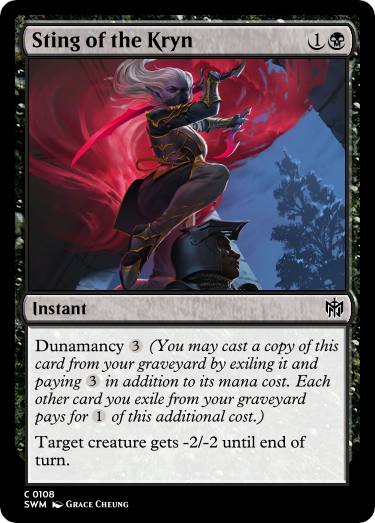 Sting of the Kryn 1
Instant
Dunamancy 3 (You may cast a copy of this
card from your graveyard by exiling it and
paying 3 in addition to its mana cost. Each
other card you exile from your graveyard
pays for 1 of this additional cost.)
Target creature gets -2/-2 until end of
turn.
C 0108
SWM Grace Cheung